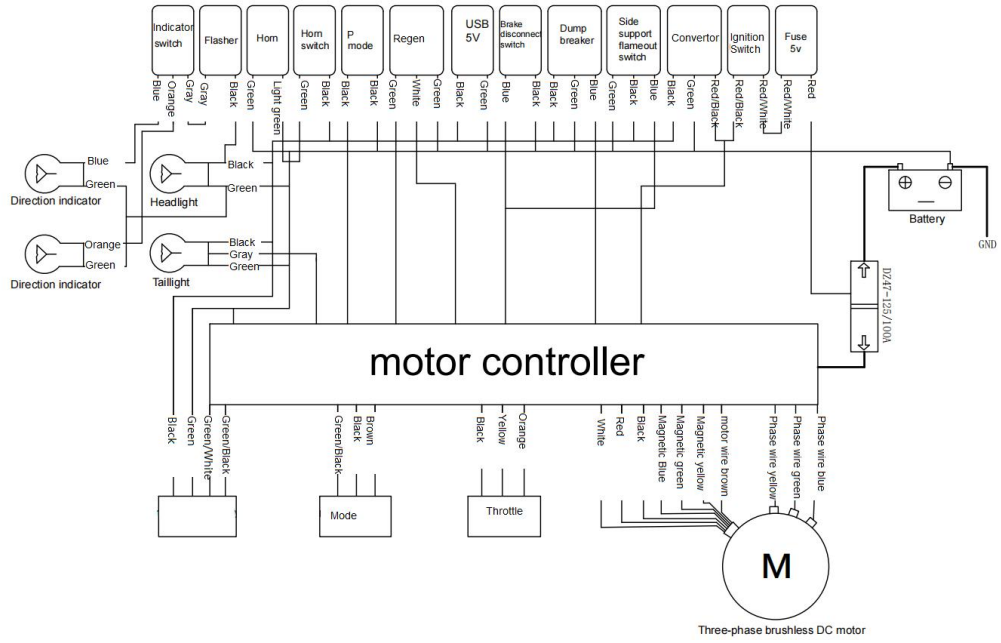 Indicator
switch
Flasher
Horn
Horn
switch
P
mode
Regen
USB
5V
Brake
disconnect
switch
Dump
breaker
Side
support
flameout
switch
Convertor
Ignition
Switch
Fuse
5v
Blue
Orange
Gray
Gray
Black
Green
Light green
Green
Black
Black
Black
Green
White
Green
Black
Green
Blue
Black
Black
Green
Blue
Green
Black
Blue
Black
Green
Red/Black
Red/Black
Red/White
Red/White
Red
Blue
Green
Direction indicator
Black
Green
Headlight
Orange
Green
Direction indicator
Black
Gray
Green
Taillight
Battery
GND
DZ47-125/100A
motor controller
Black
Green
Green/White
Green/Black
Green/Black
Black
Brown
Black
Yellow
Orange
White
Red
Black
Magnetic Blue
Magnetic green
Magnetic yellow
motor wire brown
Phase wire yellow
Phase wire green
Phase wire blue
Mode
Throttle
M
Three-phase brushless DC motor